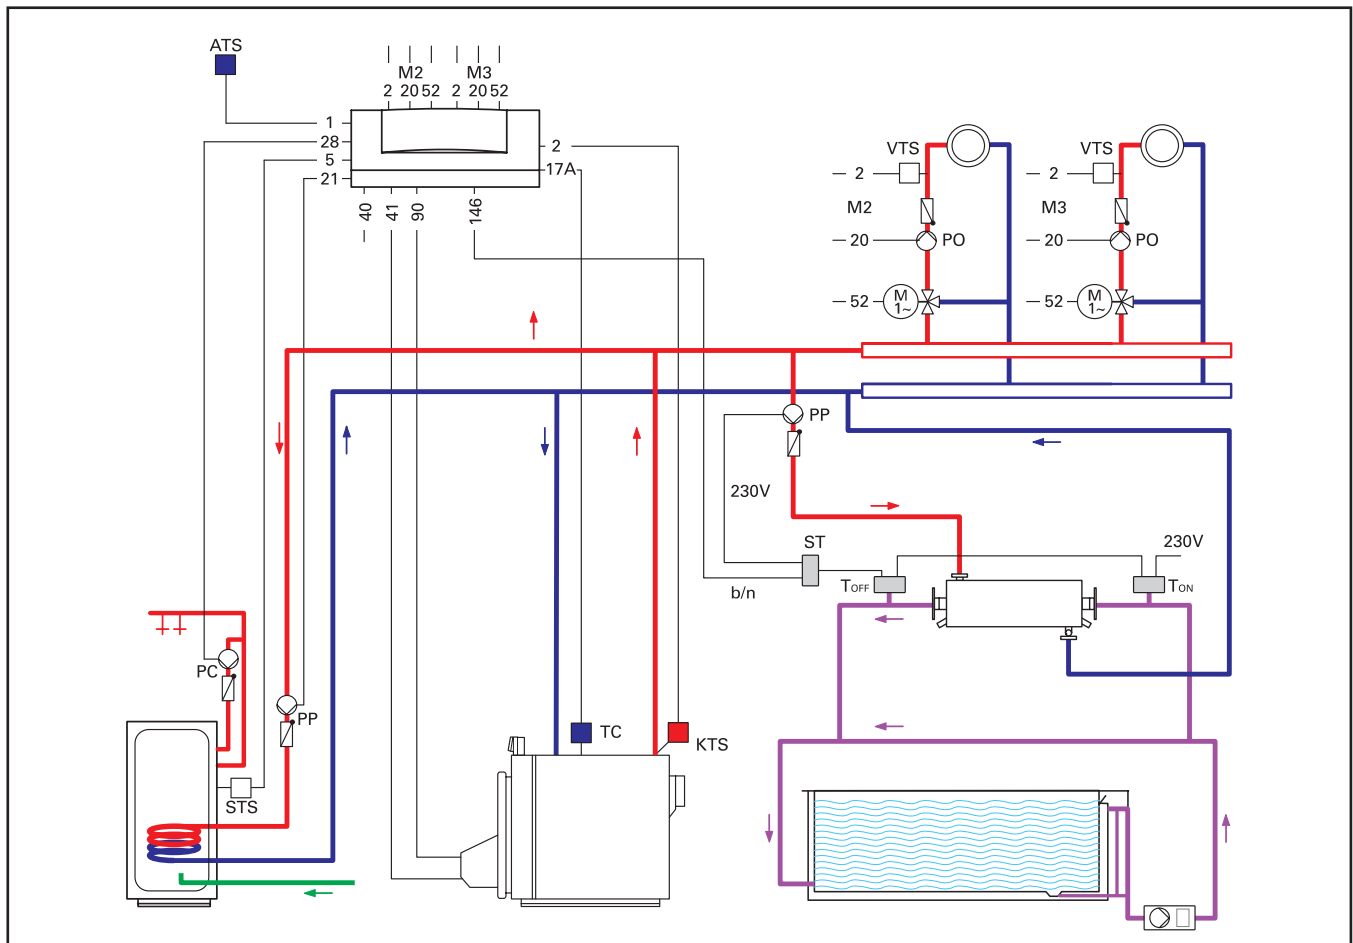 ATS
M2 M3
2 20 52 2 20 52
1
28
5
21
2
17A
40 41 90 146
VTS VTS
2 2
M2 M3
20 PO 20 PO
52 M 1~ 52 M 1~
PP
230V
ST
230V
TOFF TON
b/n
PC
PP
TC
KTS
STS